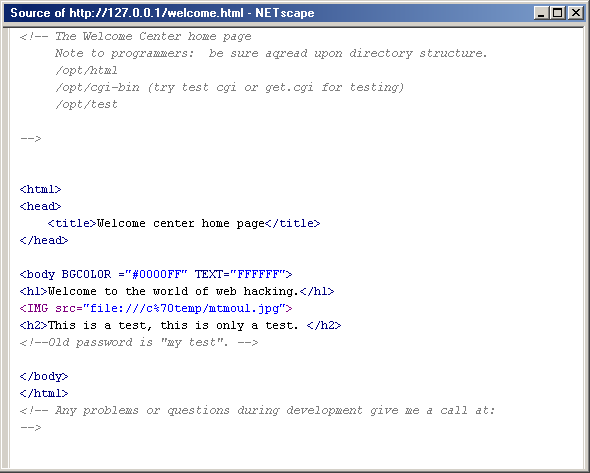 Source of http://127.0.0.1/welcome.html - NETscape
<!-- The Welcome Center home page
Note to programmers:  be sure aqread upon directory structure.
/opt/html
/opt/cgi-bin (try test cgi or get.cgi for testing)
/opt/test
-->
<html>
<head>
<title>Welcome center home page</title>
</head>
<body BGCOLOR ="#0000FF" TEXT="FFFFFF">
<h1>Welcome to the world of web hacking.</h1>
<IMG src="file:///c%70temp/mtmoul.jpg">
<h2>This is a test, this is only a test. </h2>
<!--Old password is "my test". -->
</body>
</html>
<!-- Any problems or questions during development give me a call at:
-->